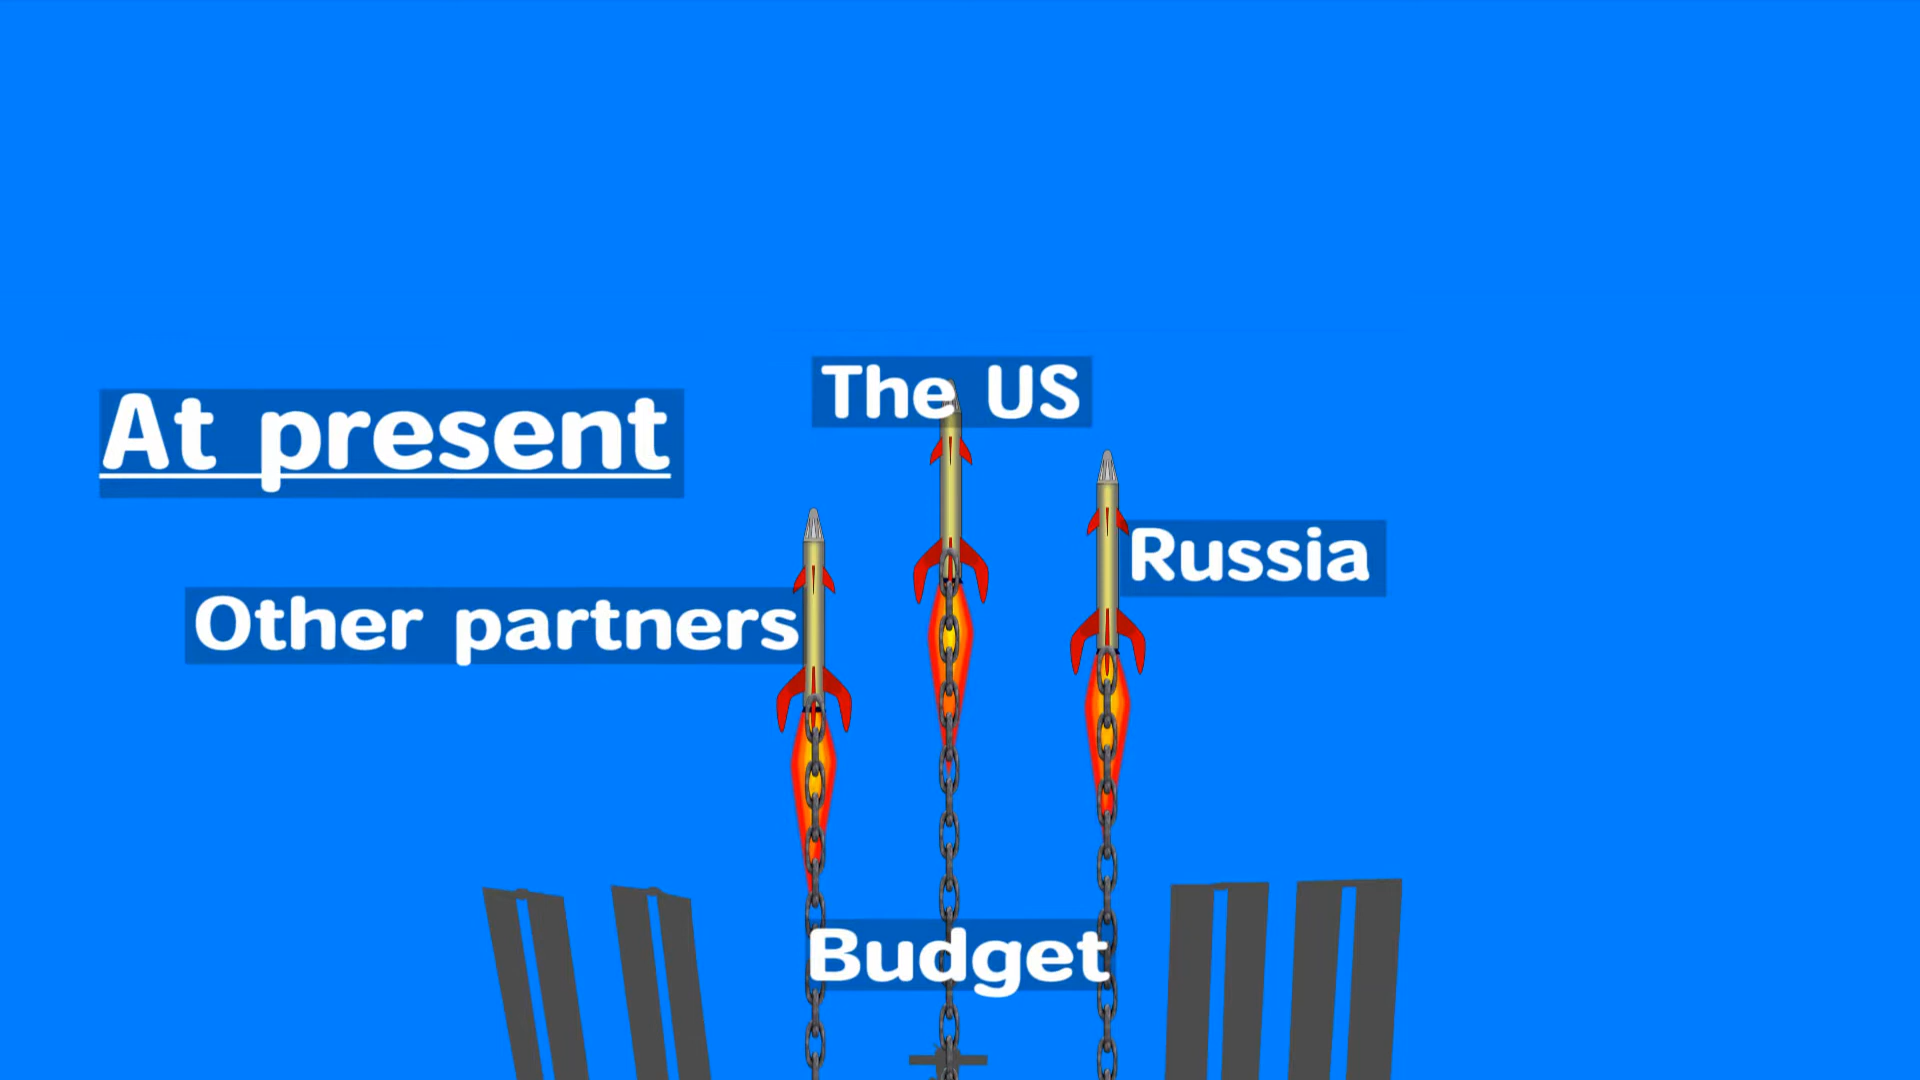 The US
At present
Russia
Other partners
Budget